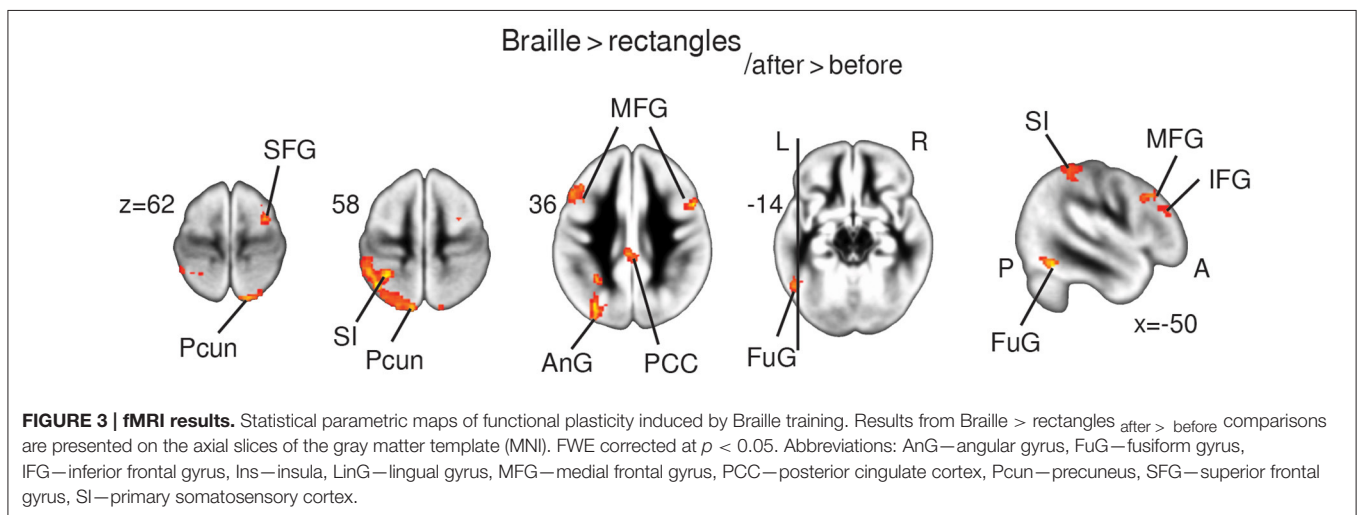 Braille > rectangles /after > before
MFG
L
R
SI
MFG
SFG
IFG
z=62
58
36
-14
P
A
x=-50
SI
FuG
Pcun
Pcun
AnG
PCC
FuG
FIGURE 3 | fMRI results. Statistical parametric maps of functional plasticity induced by Braille training. Results from Braille > rectangles after > before comparisons
are presented on the axial slices of the gray matter template (MNI). FWE corrected at p < 0.05. Abbreviations: AnG—angular gyrus, FuG—fusiform gyrus,
IFG—inferior frontal gyrus, Ins—insula, LinG—lingual gyrus, MFG—medial frontal gyrus, PCC—posterior cingulate cortex, Pcun—precuneus, SFG—superior frontal
gyrus, SI—primary somatosensory cortex.